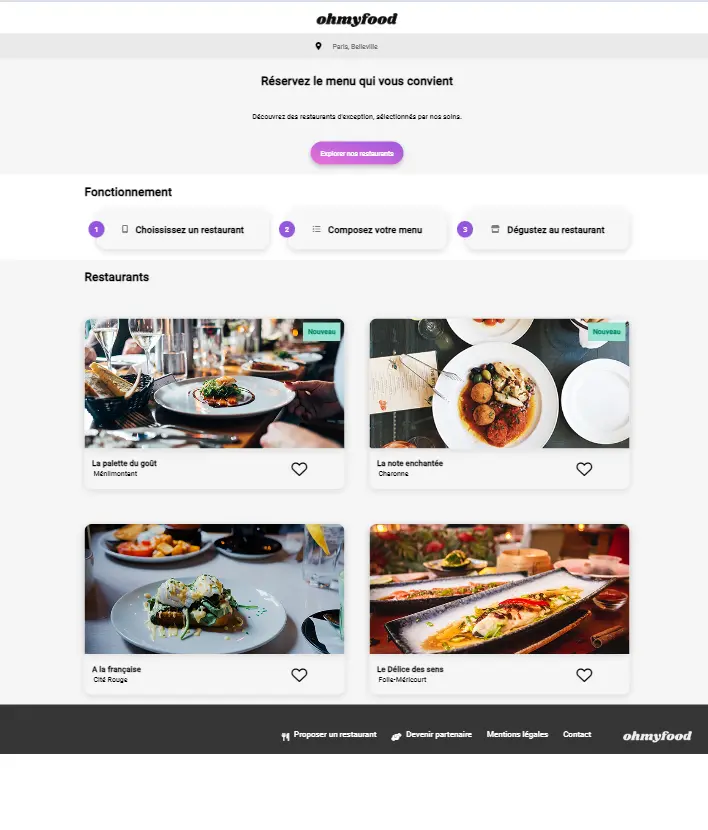 ohmyfood
Paris, Belleville
Réservez le menu qui vous convient
Découvrez des restaurants d'exception, sélectionnés par nos soins.
Explorer nos restaurants
Fonctionnement
1 Choississez un restaurant
2 Composez votre menu
3 Dégustez au restaurant
Restaurants
Nouveau
Nouveau
La palette du goût
Ménilmontant
La note enchantée
Charonne
A la française
Cité Rouge
Le Délice des sens
Folie-Méricourt
Proposer un restaurant Devenir partenaire Mentions légales Contact ohmyfood